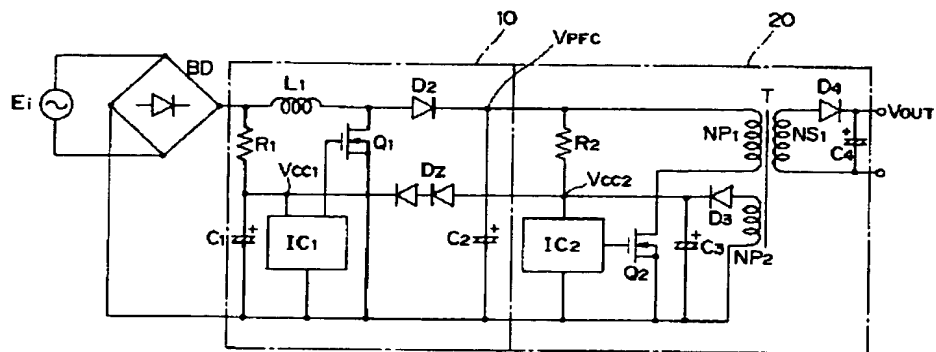 10
20
VPFC
BD
L1
D2
T
D4
Ei
R1
Q1
R2
NP1
NS1
VOUT
C4
+
VCC1
DZ
VCC2
D3
C1
+
IC1
C2
+
IC2
Q2
+
C3
NP2